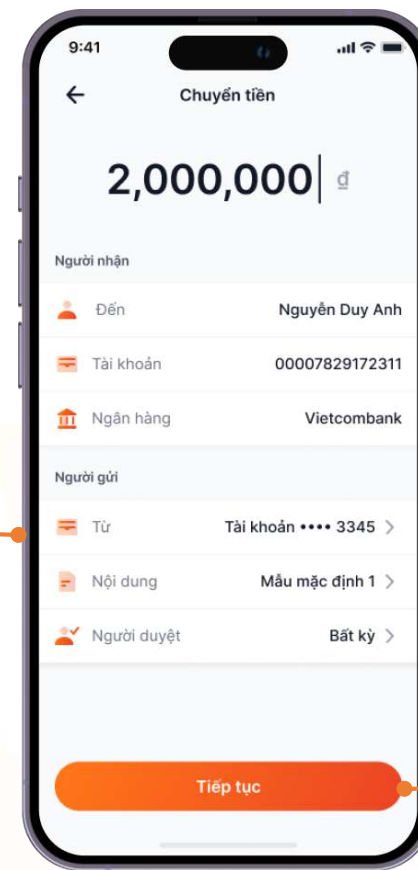 9:41
Chuyển tiền
2,000,000 đ
Người nhận
Đến Nguyễn Duy Anh
Tài khoản 00007829172311
Ngân hàng Vietcombank
Người gửi
Từ Tài khoản •••• 3345 >
Nội dung Mẫu mặc định 1 >
Người duyệt Bất kỳ >
Tiếp tục